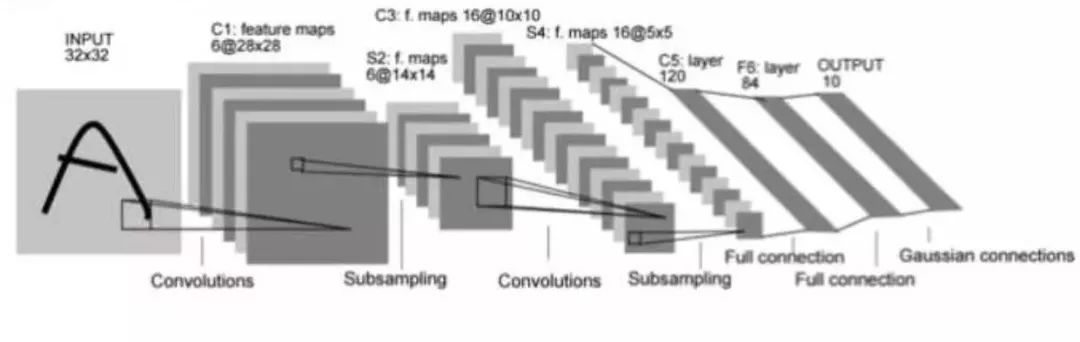 INPUT
32x32
C1: feature maps
6@28x28
S2: f. maps
6@14x14
C3: f. maps 16@10x10
S4: f. maps 16@5x5
C5: layer
120
F6: layer
84
OUTPUT
10
Convolutions
Subsampling
Convolutions
Subsampling
Full connection
Full connection
Gaussian connections